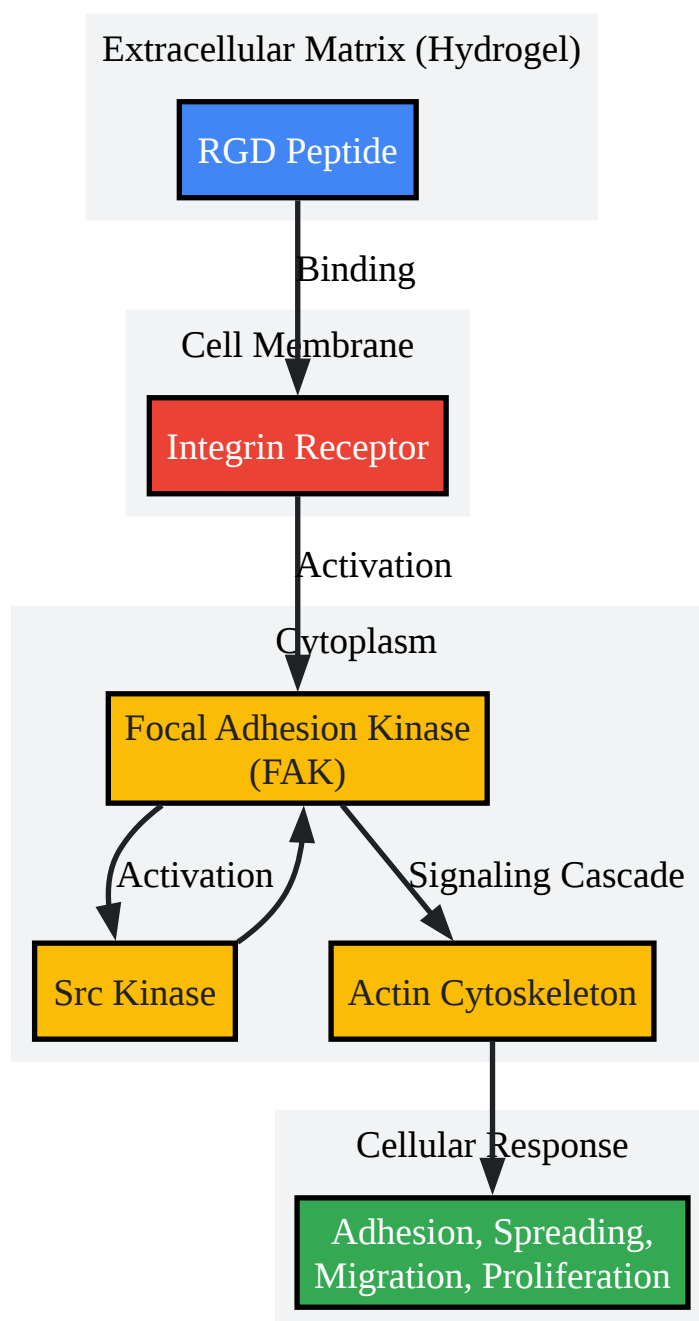 Extracellular Matrix (Hydrogel)
RGD Peptide
Binding
Cell Membrane
Integrin Receptor
Activation
Cytoplasm
Focal Adhesion Kinase
(FAK)
Activation
Signaling Cascade
Src Kinase
Actin Cytoskeleton
Cellular Response
Adhesion, Spreading,
Migration, Proliferation